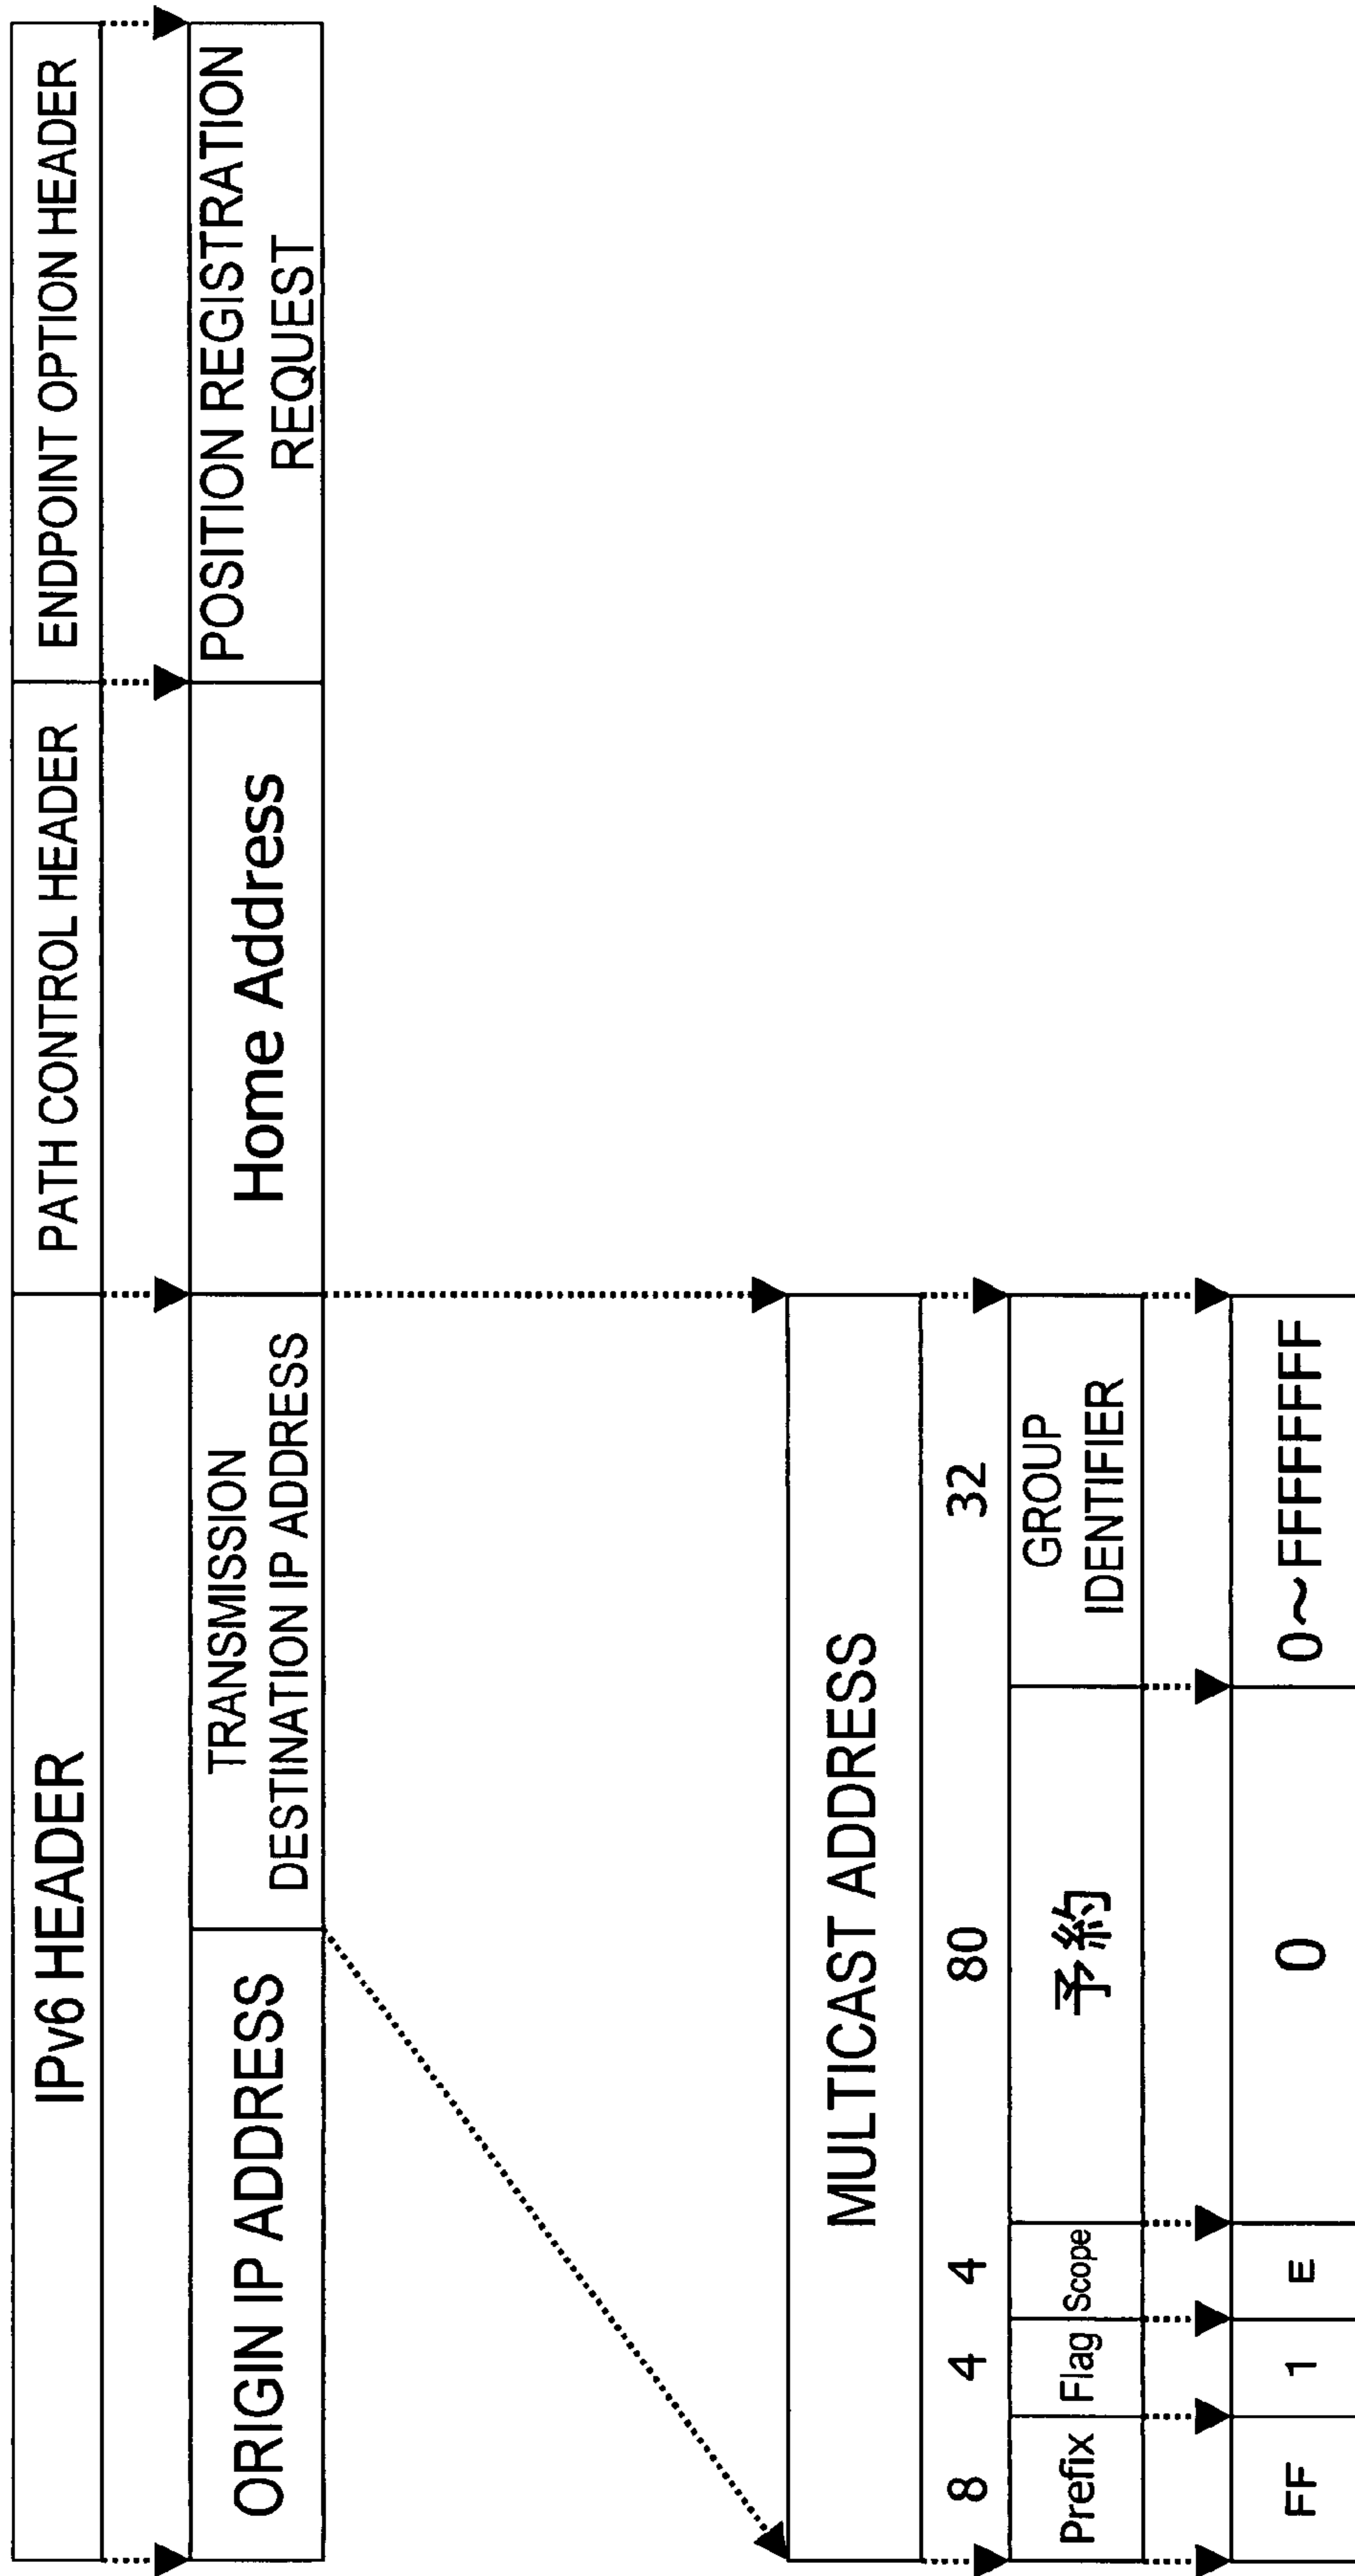 IPv6 HEADER
PATH CONTROL HEADER
ENDPOINT OPTION HEADER
ORIGIN IP ADDRESS
TRANSMISSION
DESTINATION IP ADDRESS
Home Address
POSITION REGISTRATION
REQUEST
MULTICAST ADDRESS
8
4
4
80
32
Prefix
Flag
Scope
予約
GROUP
IDENTIFIER
FF
1
E
0
0~FFFFFFFF